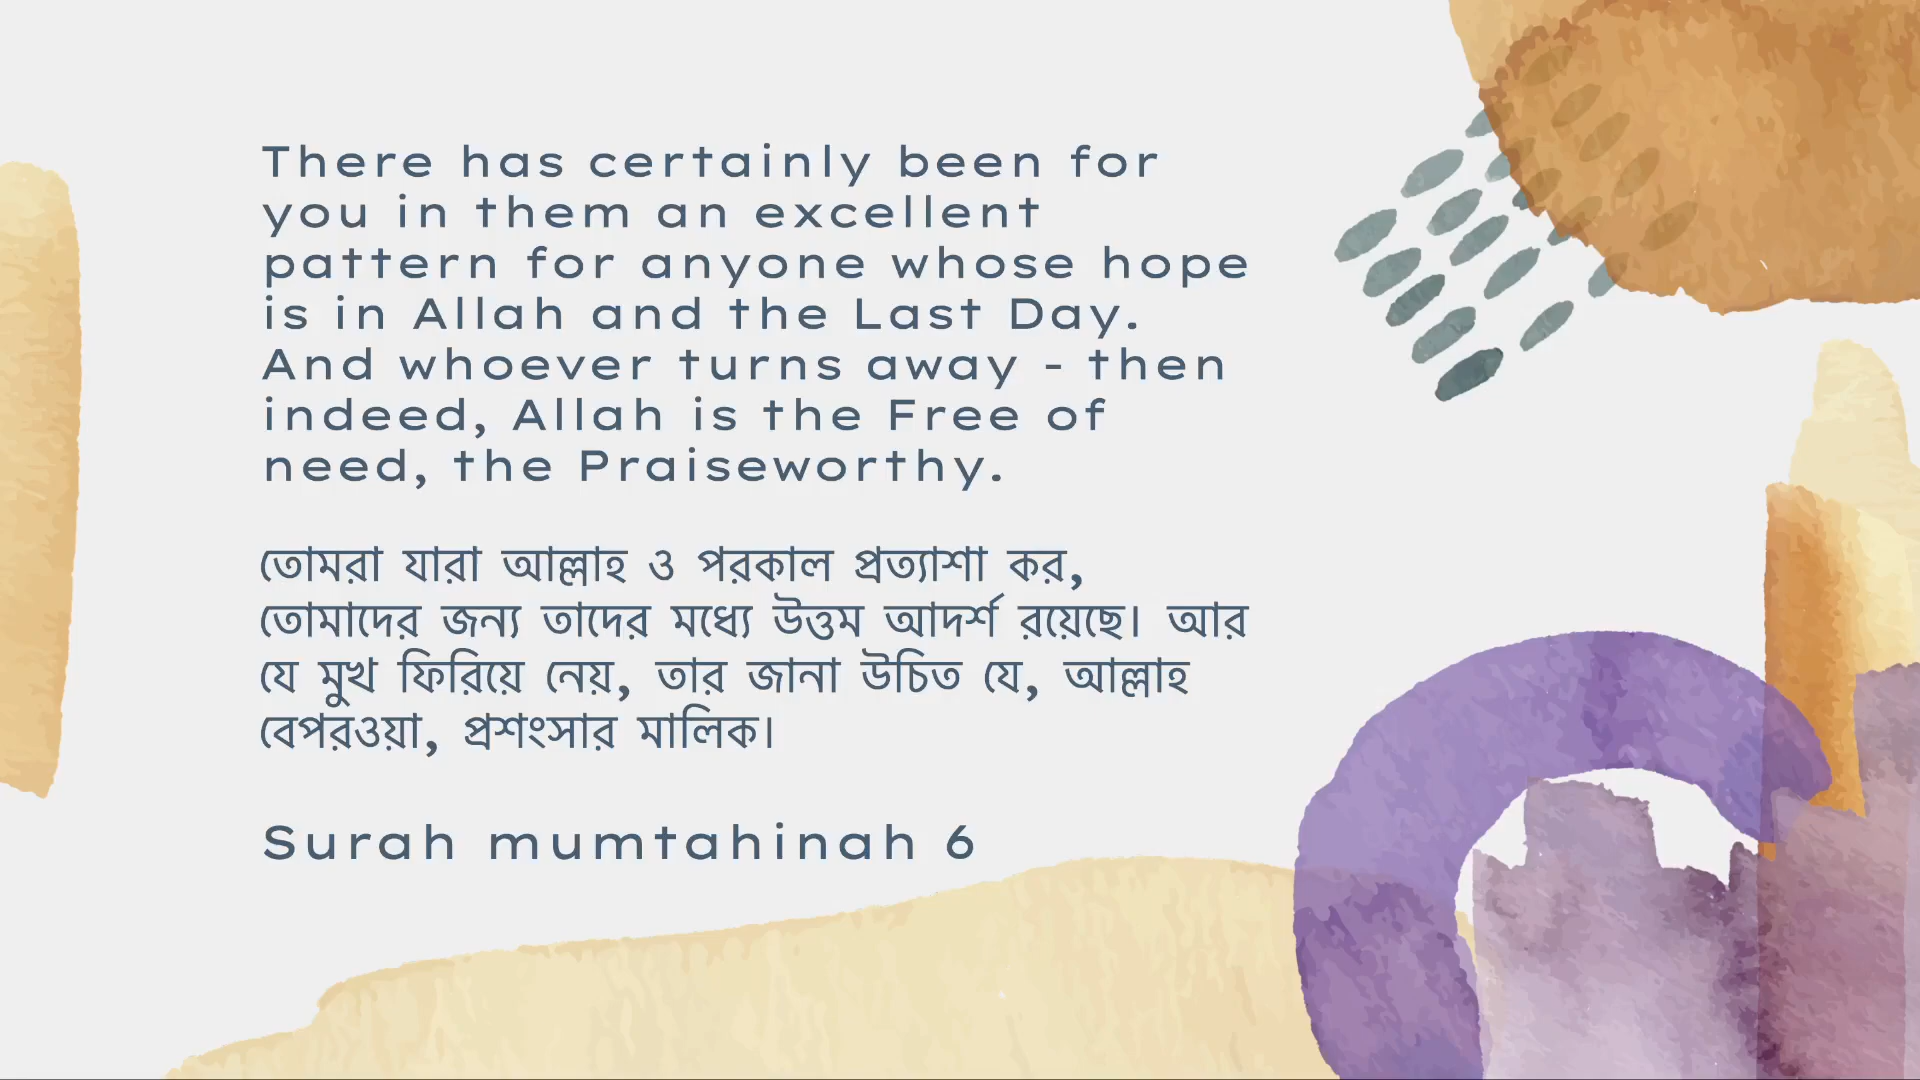 There has certainly been for
you in them an excellent
pattern for anyone whose hope
is in Allah and the Last Day.
And whoever turns away - then
indeed, Allah is the Free of
need, the Praiseworthy.
তোমরা যারা আল্লাহ ও পরকাল প্রত্যাশা কর,
তোমাদের জন্য তাদের মধ্যে উত্তম আদর্শ রয়েছে। আর
যে মুখ ফিরিয়ে নেয়, তার জানা উচিত যে, আল্লাহ
বেপরওয়া, প্রশংসার মালিক।
Surah mumtahinah 6